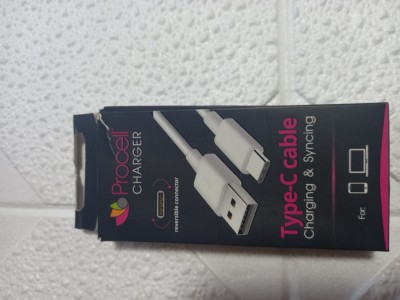 Procell
CHARGER
reversible connector
Type-C cable
Charging & Syncing
For: